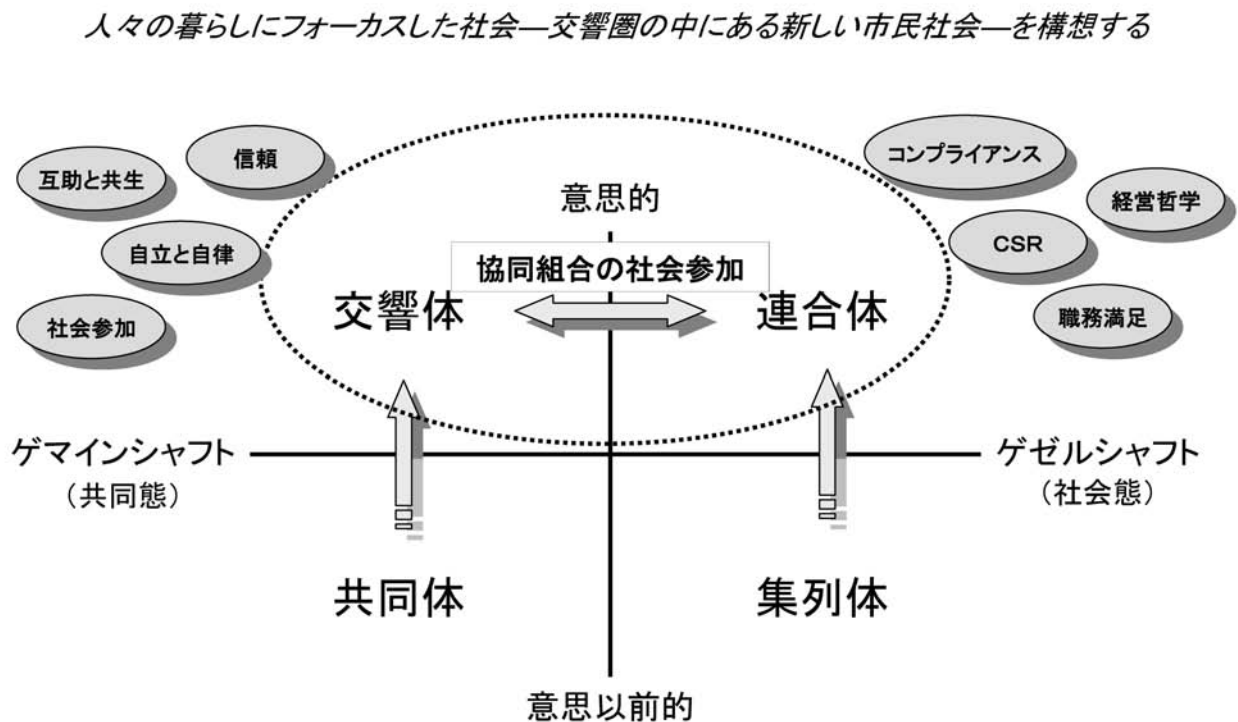 人々の暮らしにフォーカスした社会―交響圏の中にある新しい市民社会―を構想する
信頼
互助と共生
自立と自律
社会参加
コンプライアンス
経営哲学
CSR
職務満足
意思的
協同組合の社会参加
交響体
連合体
ゲマインシャフト
（共同態）
ゲゼルシャフト
（社会態）
共同体
集列体
意思以前的